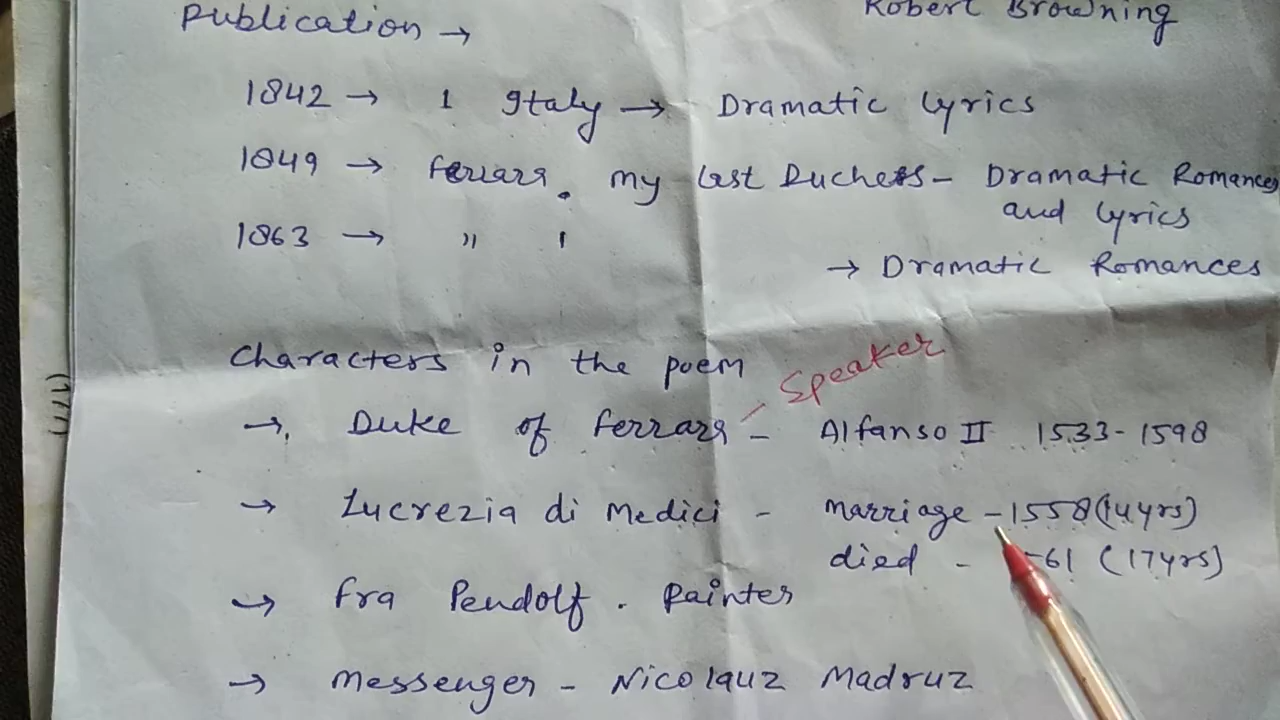 Robert Browning
Publication →
1842 → 1 Italy → Dramatic Lyrics
1849 → Ferrara. My Last Duchess - Dramatic Romances
and Lyrics
1863 → " 1
→ Dramatic Romances
Characters in the poem
Speaker
→ Duke of Ferrara - Alfanso II 1533-1598
→ Lucrezia di Medici - Marriage - 1558 (14yrs)
died - 61 (17yrs)
→ Fra Pendolf. Painter
→ Messenger - Nicolauz Madruz